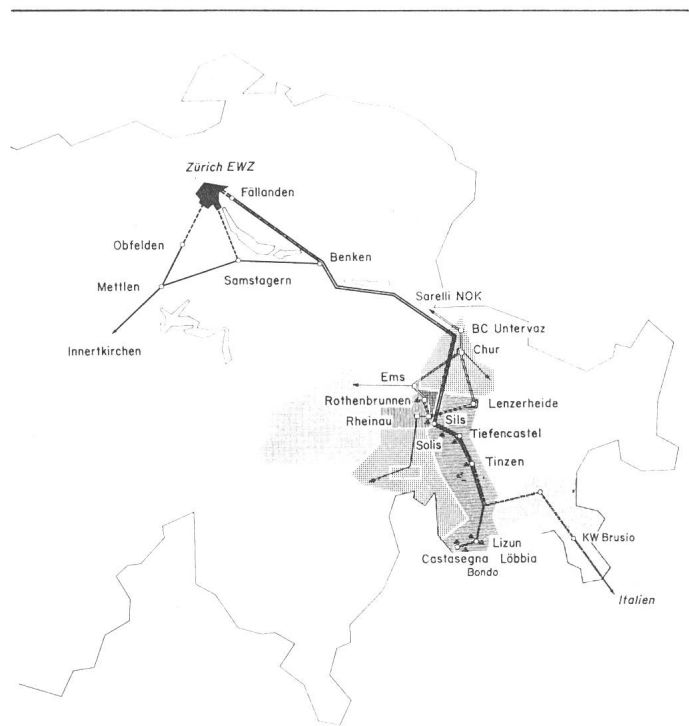 Zürich EWZ
Fällanden
Obfelden
Benken
Samstagern
Mettlen
Sarelli NOK
BC Untervaz
Innertkirchen
Chur
Ems
Rothenbrunnen
Lenzerheide
Rheinau
Sils
Solis
Tiefencastel
Tinzen
KW Brusio
Lizun
Castasegna Löbbia
Bondo
Italien